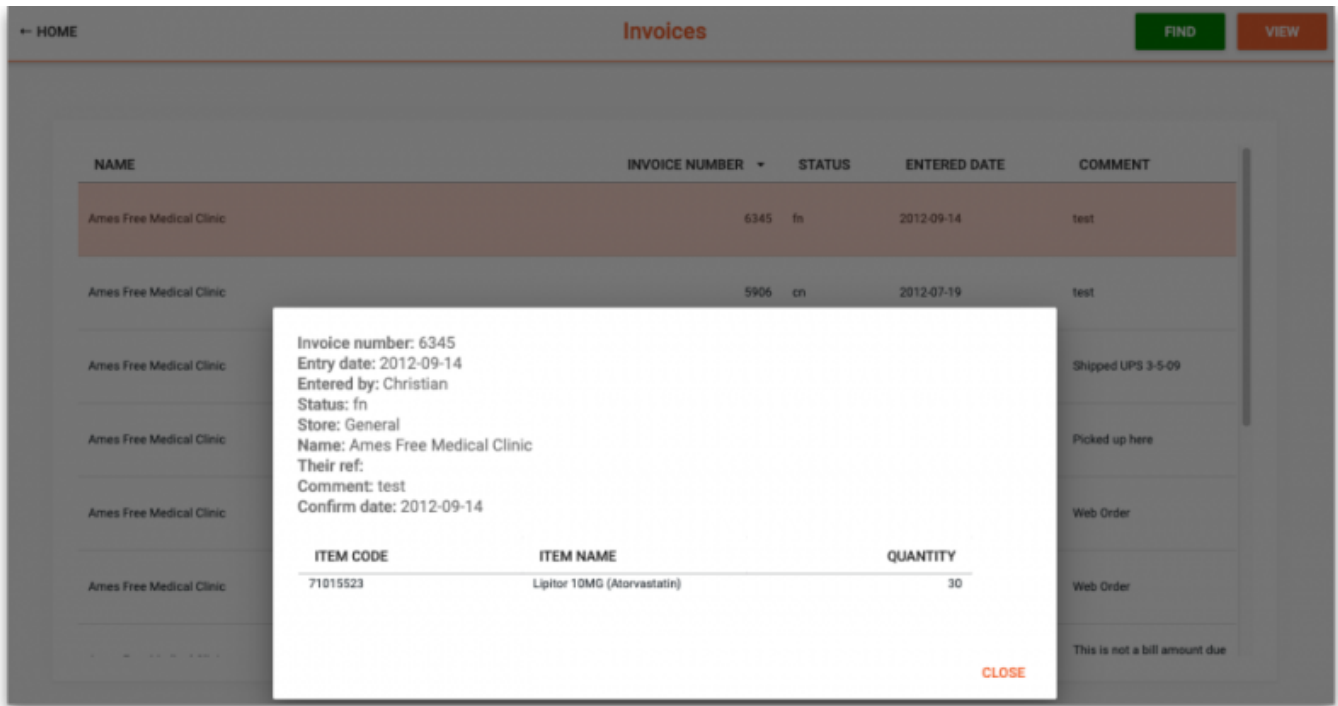 ← HOME Invoices FIND VIEW
NAME INVOICE NUMBER STATUS ENTERED DATE COMMENT
Ames Free Medical Clinic 6345 fn 2012-09-14 test
Ames Free Medical Clinic 5906 cn 2012-07-19 test
Ames Free Medical Clinic Shipped UPS 3-5-09
Ames Free Medical Clinic Picked up here
Ames Free Medical Clinic Web Order
Ames Free Medical Clinic Web Order
This is not a bill amount due
Invoice number: 6345
Entry date: 2012-09-14
Entered by: Christian
Status: fn
Store: General
Name: Ames Free Medical Clinic
Their ref:
Comment: test
Confirm date: 2012-09-14
ITEM CODE ITEM NAME QUANTITY
71015523 Lipitor 10MG (Atorvastatin) 30
CLOSE